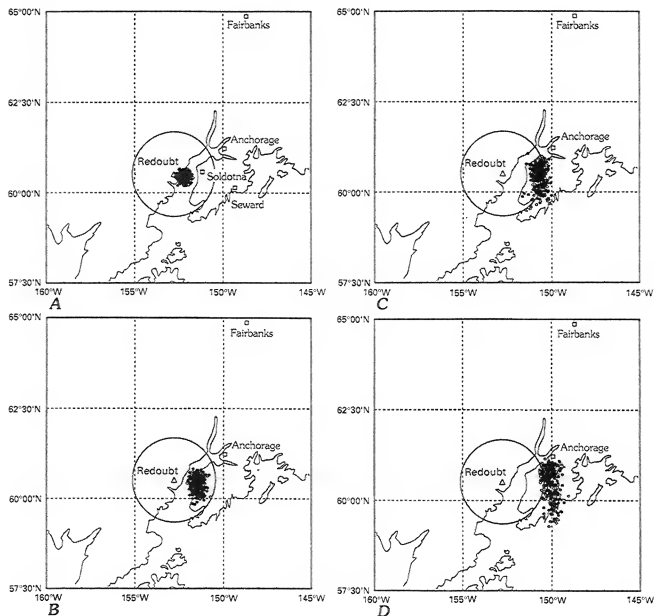 65°00'N
Fairbanks
62°30'N
Anchorage
Redoubt
Soldotna
60°00'N
Seward
57°30'N
160°W
155°W
150°W
145°W
A
65°00'N
Fairbanks
62°30'N
Anchorage
Redoubt
60°00'N
57°30'N
160°W
155°W
150°W
145°W
C
65°00'N
Fairbanks
62°30'N
Anchorage
Redoubt
60°00'N
57°30'N
160°W
155°W
150°W
145°W
B
65°00'N
Fairbanks
62°30'N
Anchorage
Redoubt
60°00'N
57°30'N
160°W
155°W
150°W
145°W
D